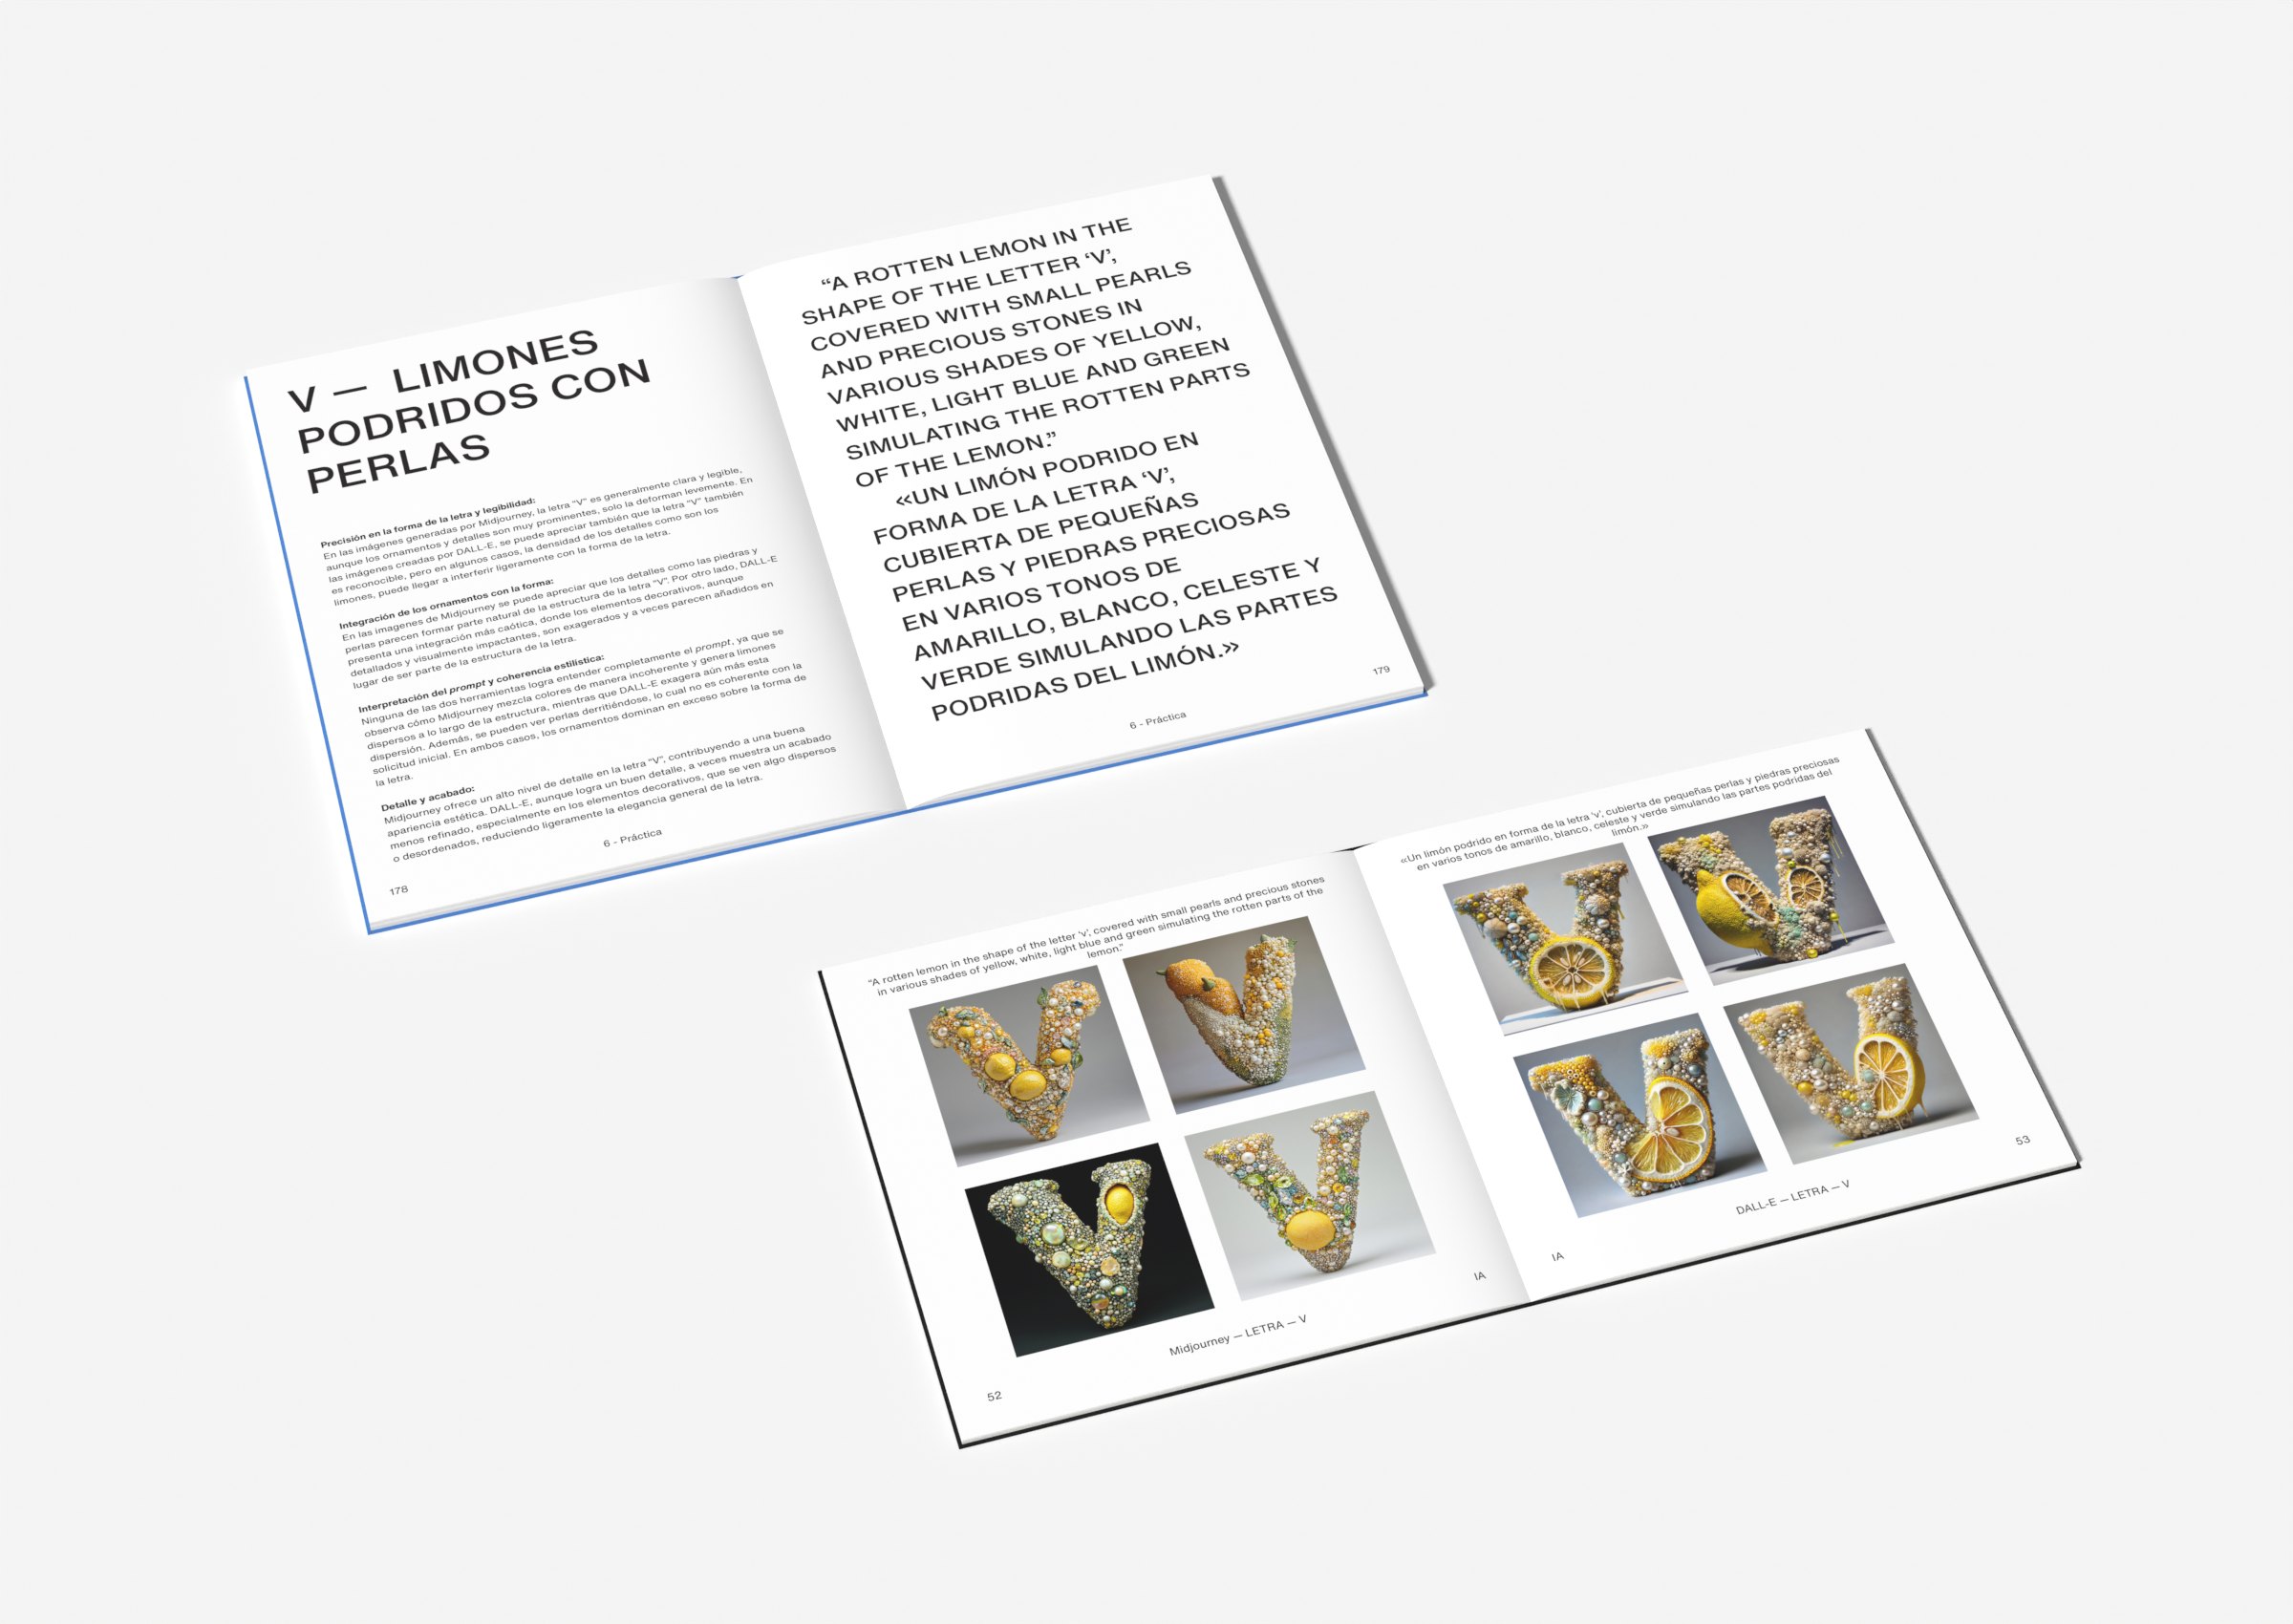 V — LIMONES
PODRIDOS CON
PERLAS
Precisión en la forma de la letra y legibilidad:
En las imágenes generadas por Midjourney, la letra “V” es generalmente clara y legible,
aunque los ornamentos y detalles son muy prominentes, solo la deforman levemente. En
las imágenes creadas por DALL-E, se puede apreciar también que la letra “V” también
es reconocible, pero en algunos casos, la densidad de los detalles como son los
limones, puede llegar a interferir ligeramente con la forma de la letra.
Integración de los ornamentos con la forma:
En las imagenes de Midjourney se puede apreciar que los detalles como las piedras y
perlas parecen formar parte natural de la estructura de la letra “V”. Por otro lado, DALL-E
presenta una integración más caótica, donde los elementos decorativos, aunque
detallados y visualmente impactantes, son exagerados y a veces parecen añadidos en
lugar de ser parte de la estructura de la letra.
Interpretación del prompt y coherencia estilística:
Ninguna de las dos herramientas logra entender completamente el prompt, ya que se
observa cómo Midjourney mezcla colores de manera incoherente y genera limones
dispersos a lo largo de la estructura, mientras que DALL-E exagera aún más esta
dispersión. Además, se pueden ver perlas derritiéndose, lo cual no es coherente con la
solicitud inicial. En ambos casos, los ornamentos dominan en exceso sobre la forma de
la letra.
Detalle y acabado:
Midjourney ofrece un alto nivel de detalle en la letra “V”, contribuyendo a una buena
apariencia estética. DALL-E, aunque logra un buen detalle, a veces muestra un acabado
menos refinado, especialmente en los elementos decorativos, que se ven algo dispersos
o desordenados, reduciendo ligeramente la elegancia general de la letra.
6 - Práctica
178
“A ROTTEN LEMON IN THE
SHAPE OF THE LETTER ‘V’,
COVERED WITH SMALL PEARLS
AND PRECIOUS STONES IN
VARIOUS SHADES OF YELLOW,
WHITE, LIGHT BLUE AND GREEN
SIMULATING THE ROTTEN PARTS
OF THE LEMON.”
«UN LIMÓN PODRIDO EN
FORMA DE LA LETRA ‘V’,
CUBIERTA DE PEQUEÑAS
PERLAS Y PIEDRAS PRECIOSAS
EN VARIOS TONOS DE
AMARILLO, BLANCO, CELESTE Y
VERDE SIMULANDO LAS PARTES
PODRIDAS DEL LIMÓN.»
179
6 - Práctica
“A rotten lemon in the shape of the letter ‘v’, covered with small pearls and precious stones
in various shades of yellow, white, light blue and green simulating the rotten parts of the
lemon.”
IA
Midjourney — LETRA — V
52
«Un limón podrido en forma de la letra ‘v’, cubierta de pequeñas perlas y piedras preciosas
en varios tonos de amarillo, blanco, celeste y verde simulando las partes podridas del
limón.»
53
DALL-E — LETRA — V
IA